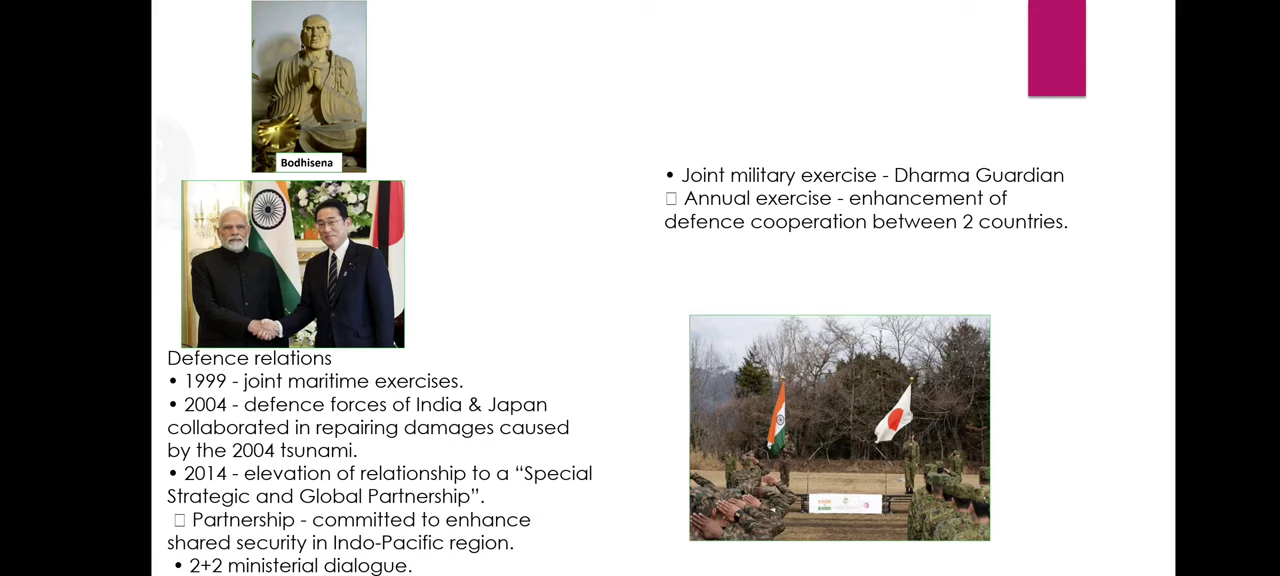 Bodhisena
Defence relations
• 1999 - joint maritime exercises.
• 2004 - defence forces of India & Japan
collaborated in repairing damages caused
by the 2004 tsunami.
• 2014 - elevation of relationship to a “Special
Strategic and Global Partnership”.
□ Partnership - committed to enhance
shared security in Indo-Pacific region.
• 2+2 ministerial dialogue.
• Joint military exercise - Dharma Guardian
□ Annual exercise - enhancement of
defence cooperation between 2 countries.